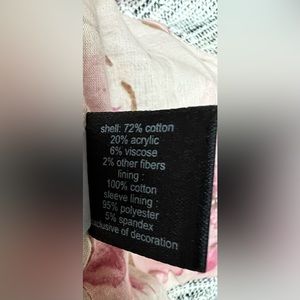 shell: 72% cotton
20% acrylic
6% viscose
2% other fibers
lining :
100% cotton
sleeve lining :
95% polyester
5% spandex
exclusive of decoration